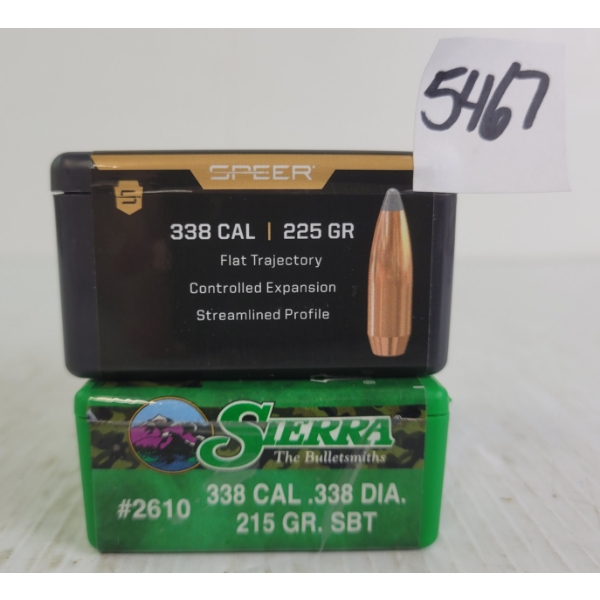 5467
SPEER
338 CAL | 225 GR
Flat Trajectory
Controlled Expansion
Streamlined Profile
SIERRA
The Bulletsmiths
#2610 338 CAL .338 DIA.
215 GR. SBT